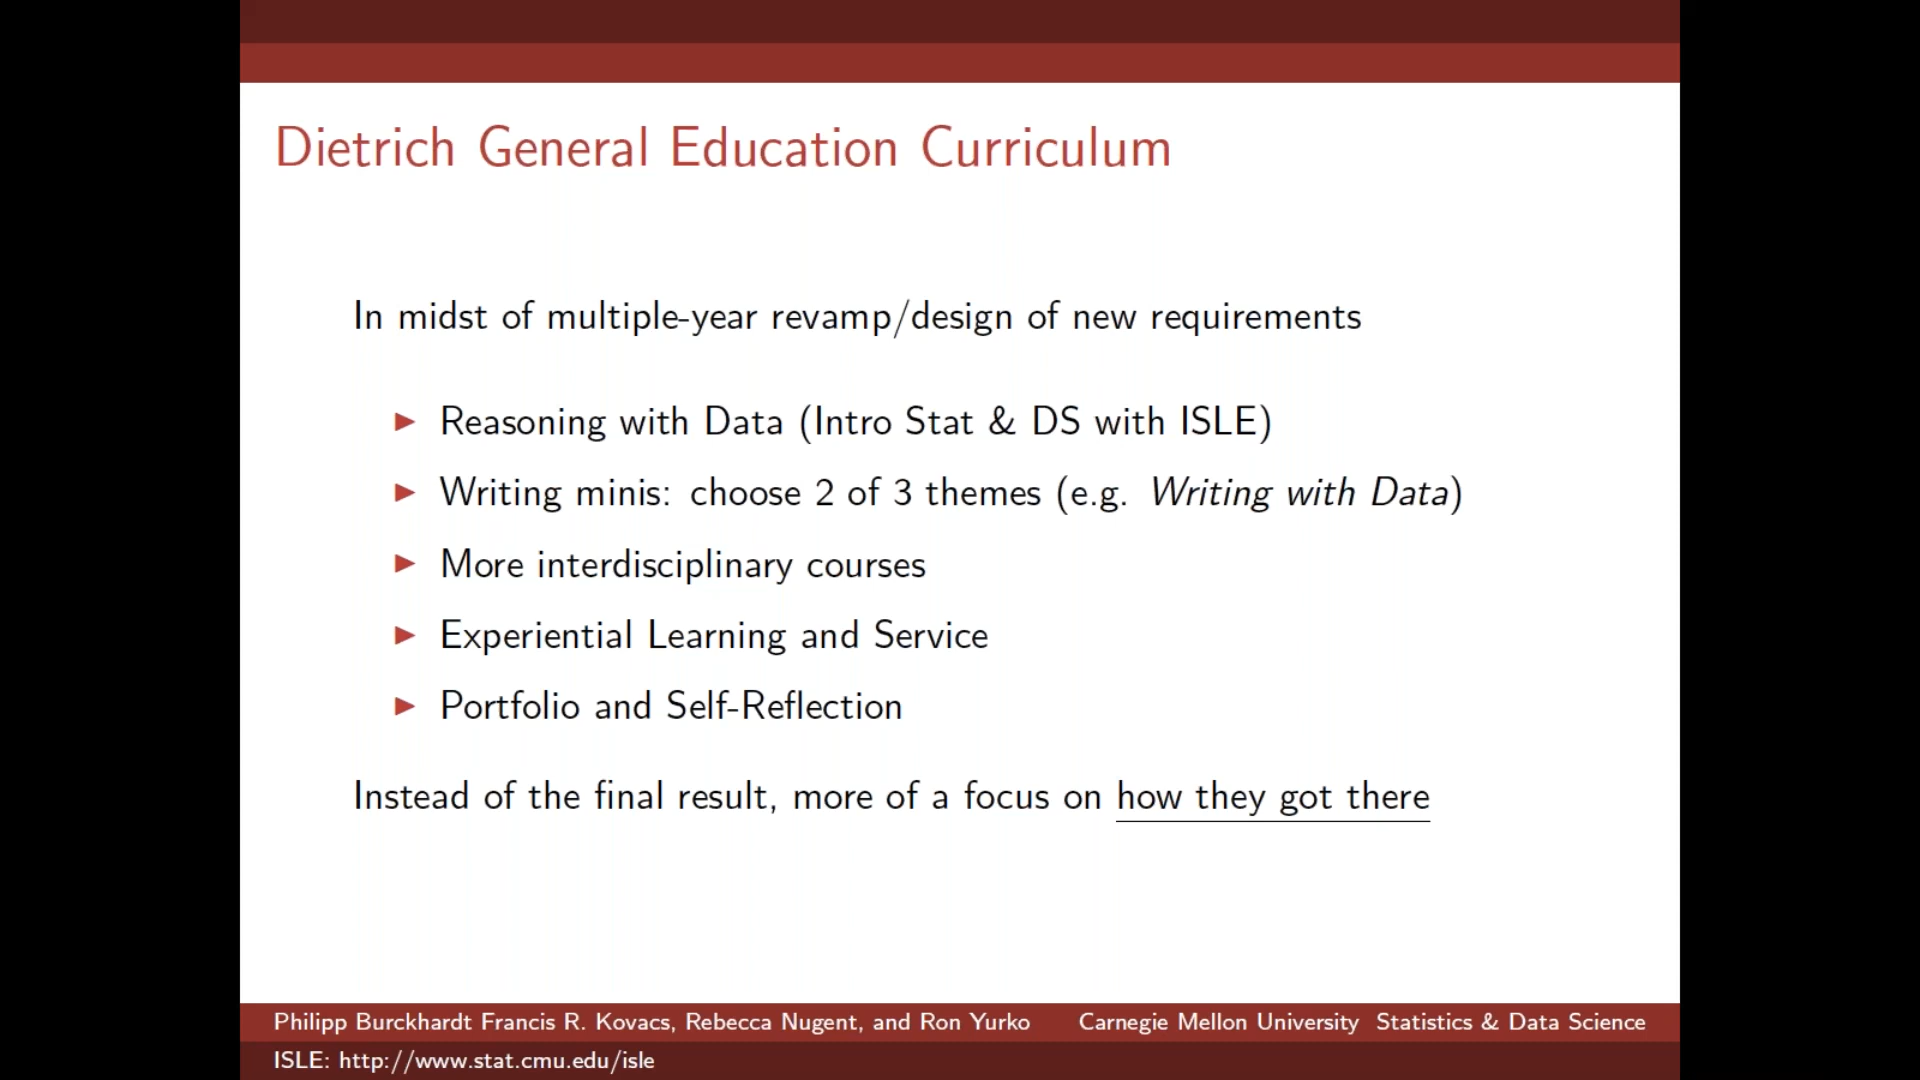 Dietrich General Education Curriculum
In midst of multiple-year revamp/design of new requirements
Reasoning with Data (Intro Stat & DS with ISLE)
Writing minis: choose 2 of 3 themes (e.g. Writing with Data)
More interdisciplinary courses
Experiential Learning and Service
Portfolio and Self-Reflection
Instead of the final result, more of a focus on how they got there
Philipp Burckhardt Francis R. Kovacs, Rebecca Nugent, and Ron Yurko Carnegie Mellon University Statistics & Data Science
ISLE: http://www.stat.cmu.edu/isle